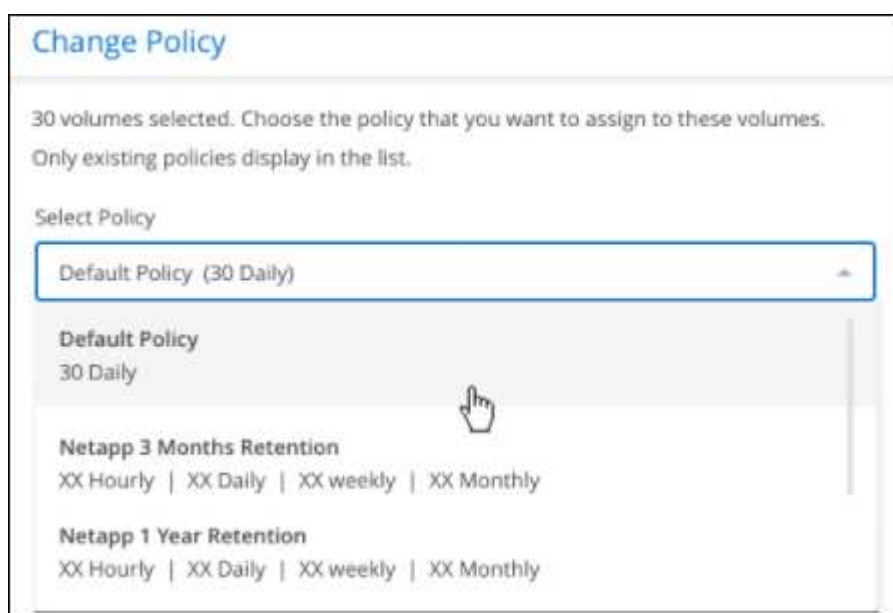 Change Policy
30 volumes selected. Choose the policy that you want to assign to these volumes.
Only existing policies display in the list.
Select Policy
Default Policy (30 Daily)
Default Policy
30 Daily
Netapp 3 Months Retention
XX Hourly | XX Daily | XX weekly | XX Monthly
Netapp 1 Year Retention
XX Hourly | XX Daily | XX weekly | XX Monthly